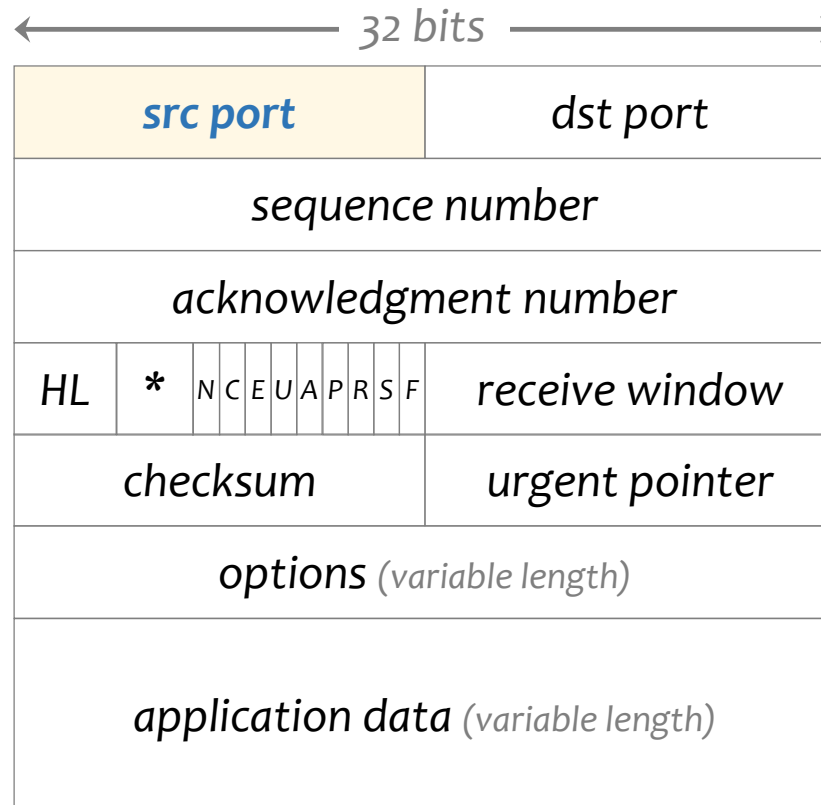 32 bits
src port dst port
sequence number
acknowledgment number
HL * N C E U A P R S F receive window
checksum urgent pointer
options (variable length)
application data (variable length)